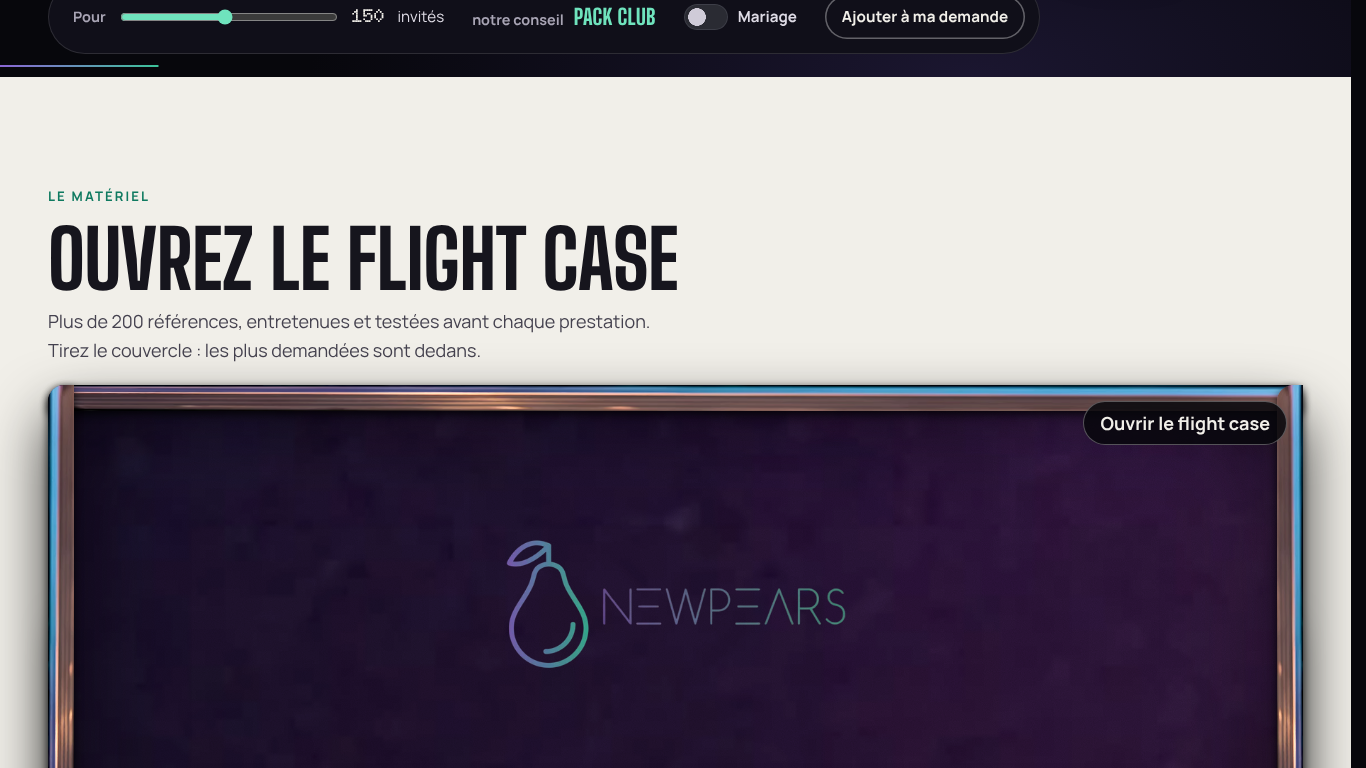 Pour 150 invités notre conseil PACK CLUB Mariage Ajouter à ma demande
LE MATÉRIEL
OUVREZ LE FLIGHT CASE
Plus de 200 références, entretenues et testées avant chaque prestation.
Tirez le couvercle : les plus demandées sont dedans.
Ouvrir le flight case
NEWPEARS